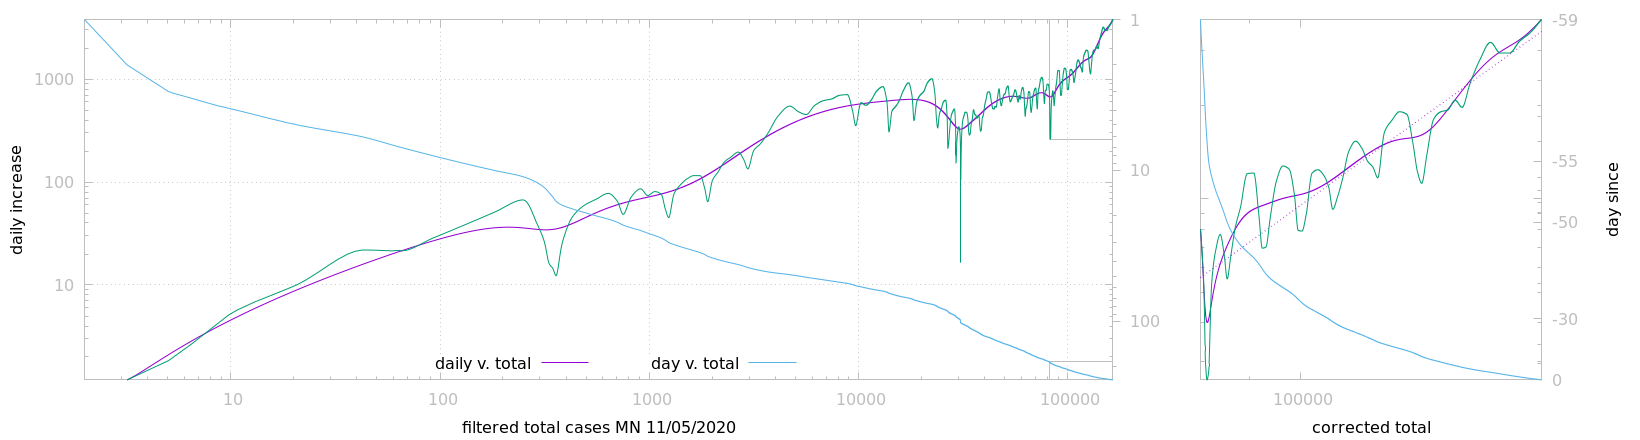 1000
100
10
daily increase
10
100
1000
10000
100000
filtered total cases MN 11/05/2020
daily v. total
day v. total
1
10
100
100000
corrected total
-59
-55
-50
-30
0
day since